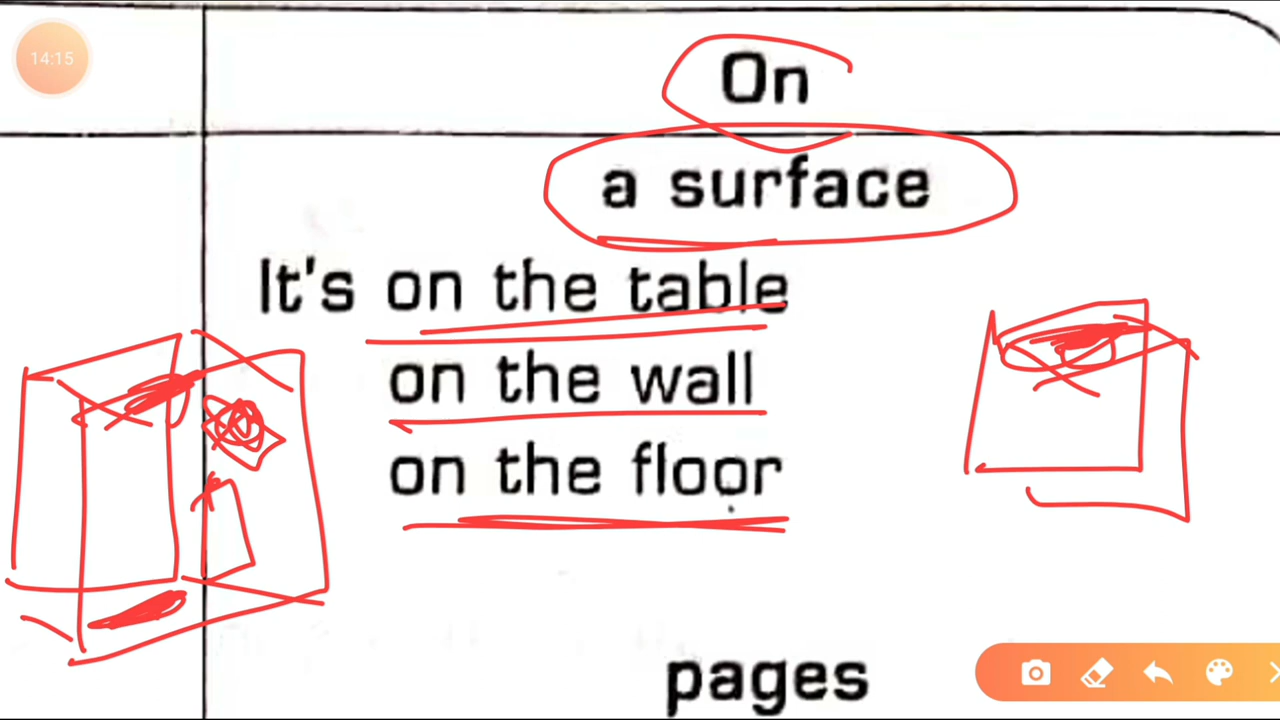 14:15
On
a surface
It's on the table
on the wall
on the floor
pages